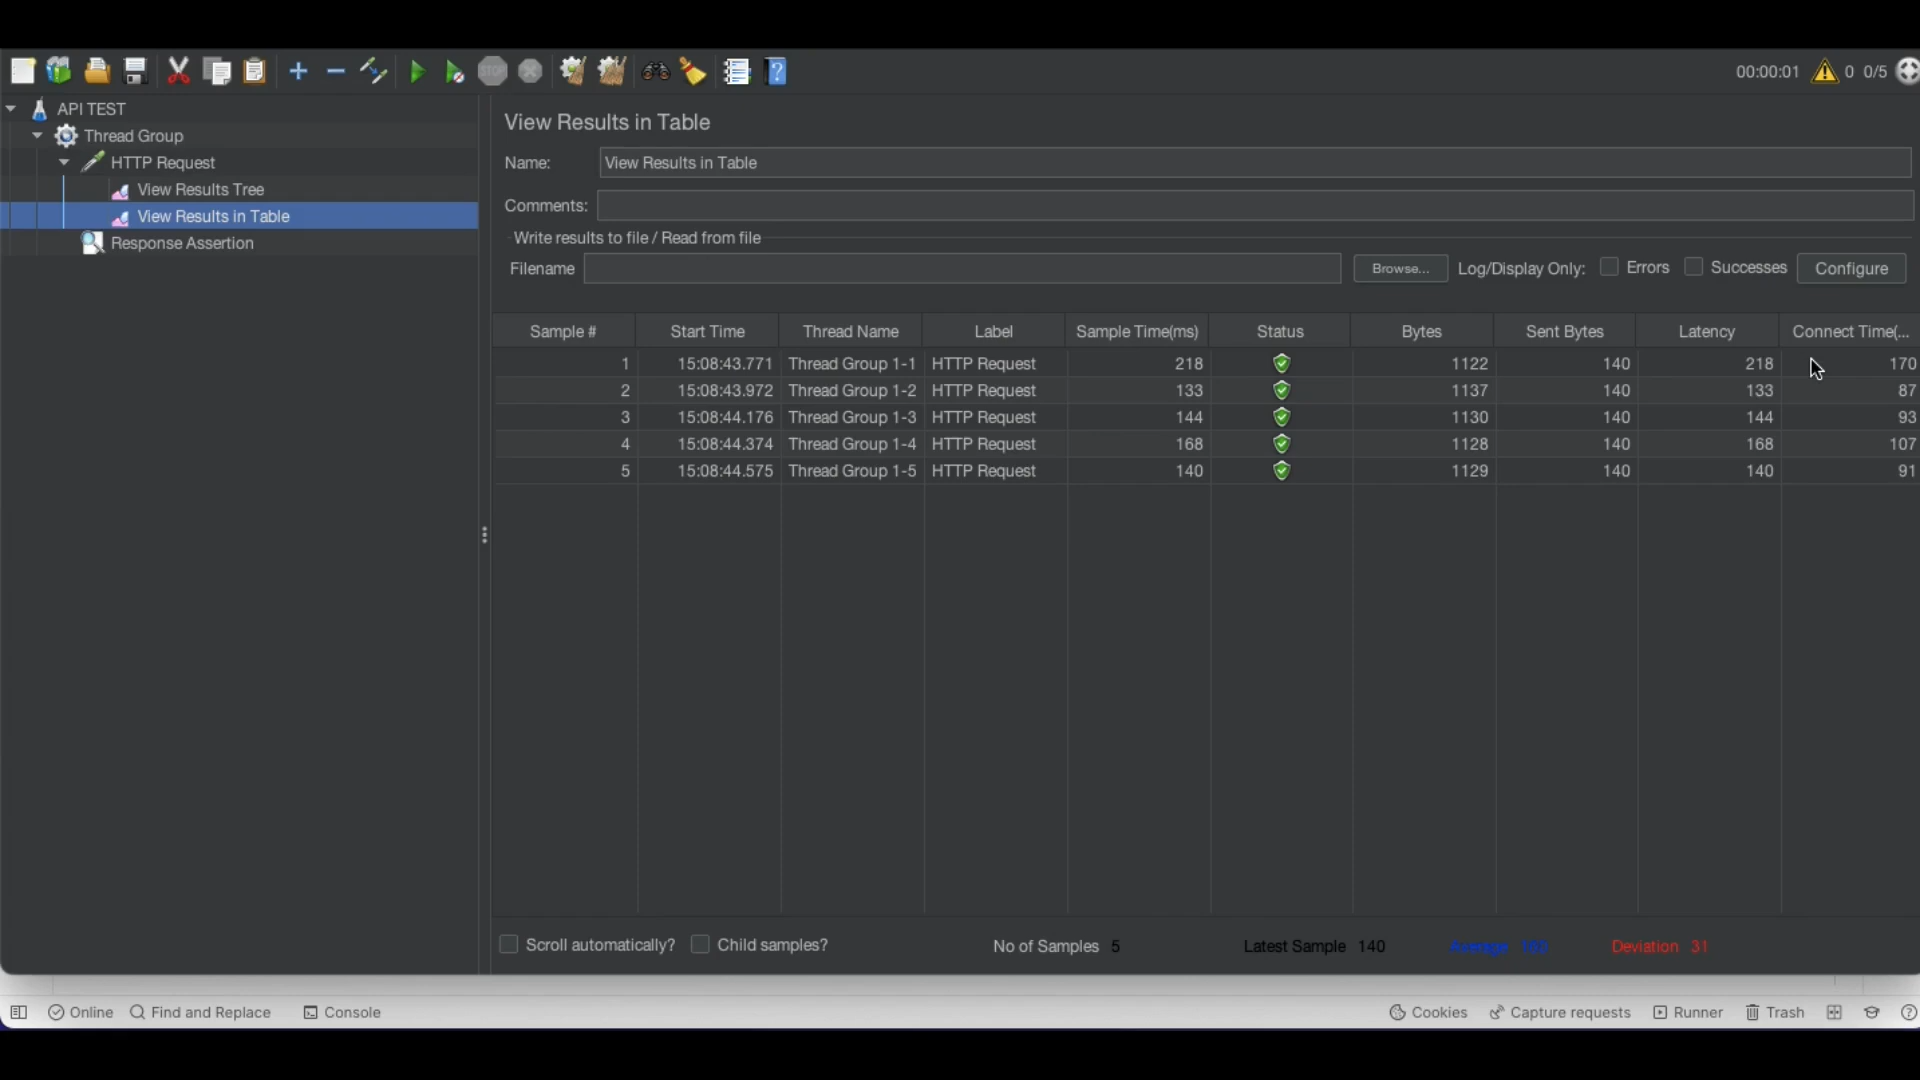 STOP
00:00:01 0 0/5
API TEST
Thread Group
HTTP Request
View Results Tree
View Results in Table
Response Assertion
View Results in Table
Name: View Results in Table
Comments:
Write results to file / Read from file
Filename Browse... Log/Display Only: Errors Successes Configure
Sample # Start Time Thread Name Label Sample Time(ms) Status Bytes Sent Bytes Latency Connect Time(...
1 15:08:43.771 Thread Group 1-1 HTTP Request 218 1122 140 218 170
2 15:08:43.972 Thread Group 1-2 HTTP Request 133 1137 140 133 87
3 15:08:44.176 Thread Group 1-3 HTTP Request 144 1130 140 144 93
4 15:08:44.374 Thread Group 1-4 HTTP Request 168 1128 140 168 107
5 15:08:44.575 Thread Group 1-5 HTTP Request 140 1129 140 140 91
Scroll automatically? Child samples? No of Samples 5 Latest Sample 140 Average 160 Deviation 31
Online Find and Replace Console Cookies Capture requests Runner Trash